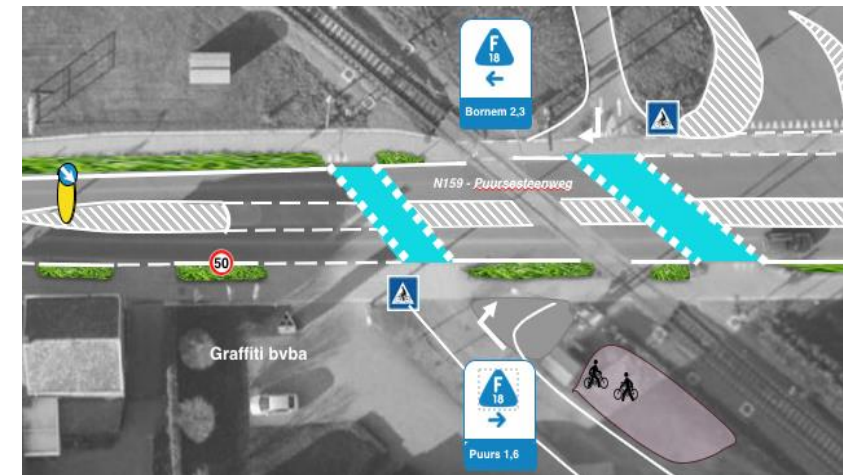 F
18
Bornem 2,3
N159 - Puursesteenweg
50
Graffiti bvba
F
18
Puurs 1,6